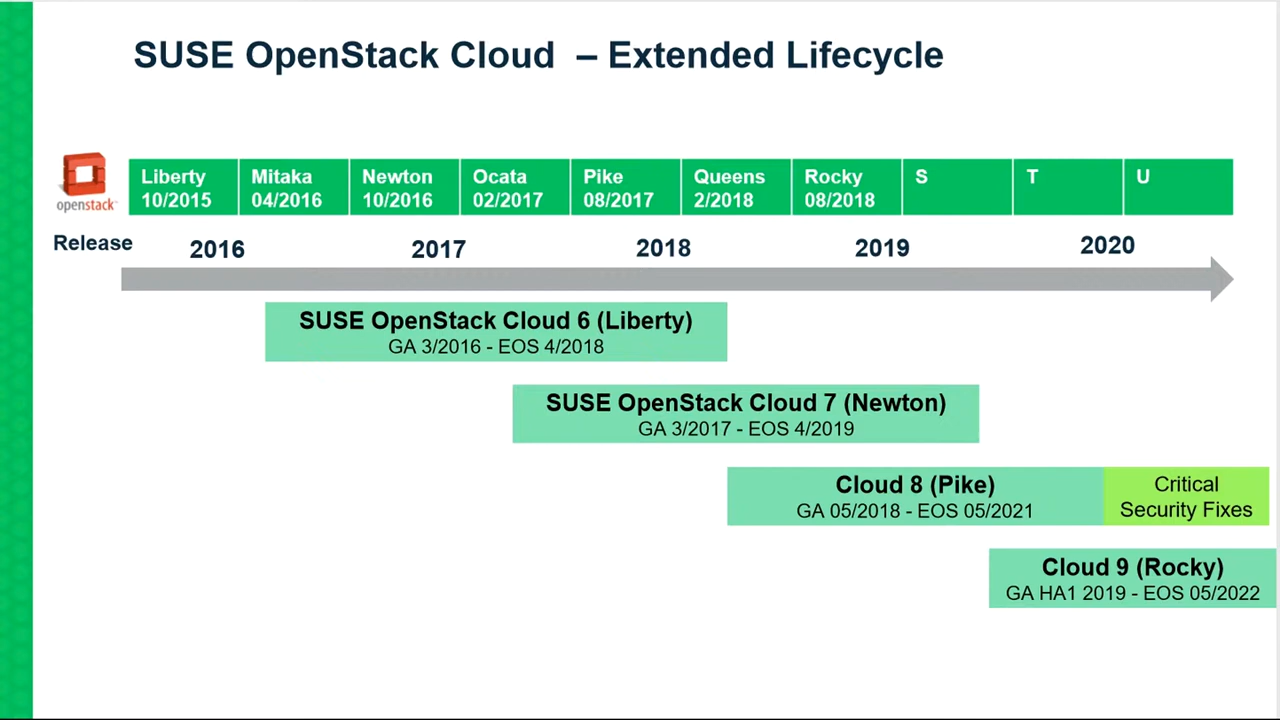 SUSE OpenStack Cloud – Extended Lifecycle
openstack
Liberty
10/2015
Mitaka
04/2016
Newton
10/2016
Ocata
02/2017
Pike
08/2017
Queens
2/2018
Rocky
08/2018
S
T
U
Release
2016
2017
2018
2019
2020
SUSE OpenStack Cloud 6 (Liberty)
GA 3/2016 - EOS 4/2018
SUSE OpenStack Cloud 7 (Newton)
GA 3/2017 - EOS 4/2019
Cloud 8 (Pike)
GA 05/2018 - EOS 05/2021
Critical
Security Fixes
Cloud 9 (Rocky)
GA HA1 2019 - EOS 05/2022